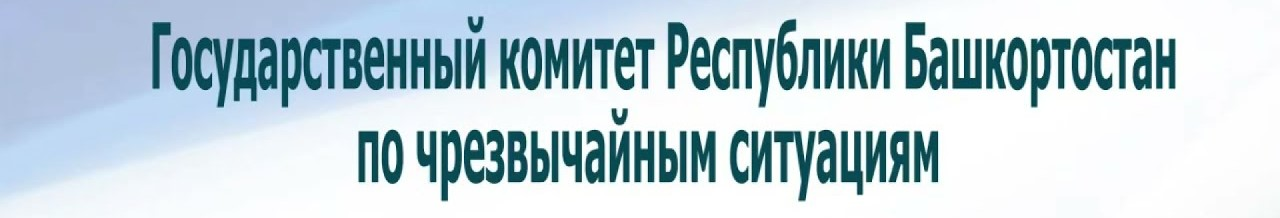 Государственный комитет Республики Башкортостан
по чрезвычайным ситуациям